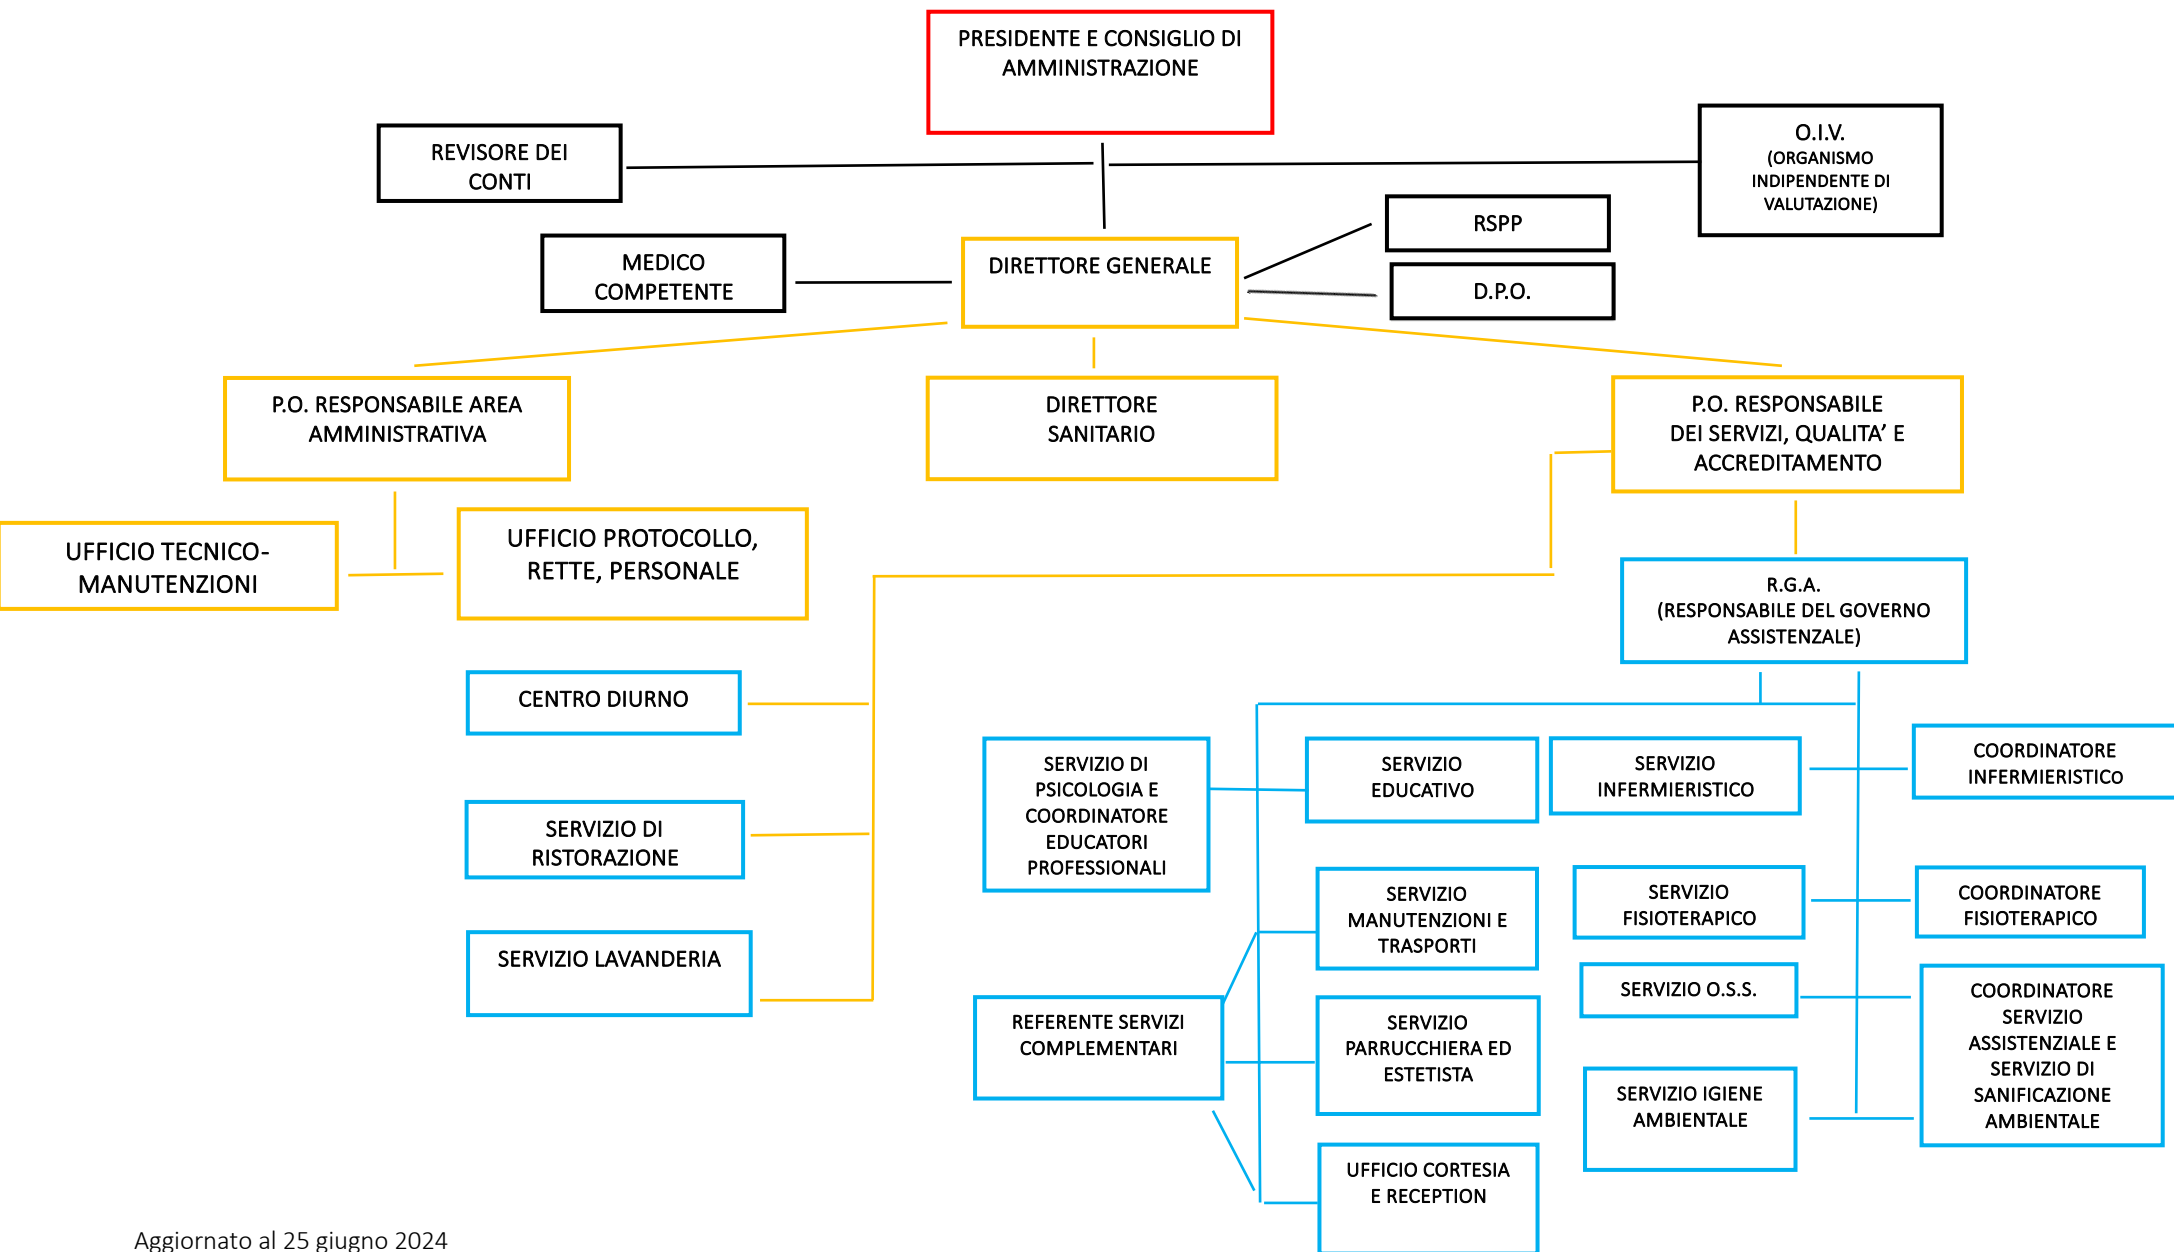 PRESIDENTE E CONSIGLIO DI
AMMINISTRAZIONE
REVISORE DEI
CONTI
O.I.V.
(ORGANISMO
INDIPENDENTE DI
VALUTAZIONE)
RSPP
MEDICO
COMPETENTE
DIRETTORE GENERALE
D.P.O.
P.O. RESPONSABILE AREA
AMMINISTRATIVA
DIRETTORE
SANITARIO
P.O. RESPONSABILE
DEI SERVIZI, QUALITA’ E
ACCREDITAMENTO
UFFICIO TECNICO-
MANUTENZIONI
UFFICIO PROTOCOLLO,
RETTE, PERSONALE
R.G.A.
(RESPONSABILE DEL GOVERNO
ASSISTENZALE)
CENTRO DIURNO
SERVIZIO DI
RISTORAZIONE
SERVIZIO LAVANDERIA
SERVIZIO DI
PSICOLOGIA E
COORDINATORE
EDUCATORI
PROFESSIONALI
SERVIZIO
EDUCATIVO
SERVIZIO
INFERMIERISTICO
COORDINATORE
INFERMIERISTICO
SERVIZIO
MANUTENZIONI E
TRASPORTI
SERVIZIO
FISIOTERAPICO
COORDINATORE
FISIOTERAPICO
REFERENTE SERVIZI
COMPLEMENTARI
SERVIZIO
PARRUCCHIERA ED
ESTETISTA
SERVIZIO O.S.S.
COORDINATORE
SERVIZIO
ASSISTENZIALE E
SERVIZIO DI
SANIFICAZIONE
AMBIENTALE
SERVIZIO IGIENE
AMBIENTALE
UFFICIO CORTESIA
E RECEPTION
Aggiornato al 25 giugno 2024